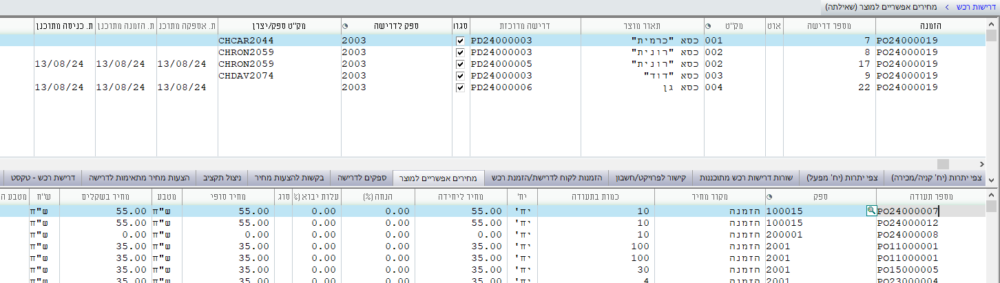 דרישות רכש > מחירים אפשריים למוצר (שאילתה)
הזמנה מספר דרישה אוט מק"ט תאור מוצר דרישה מרוכזת סגור ספק לדרישה מק"ט ספק/יצרן ת. אספקה מתוכנן ת. הזמנה מתוכנן ת. כניסה מתוכנן
PO24000019 7 001 כסא "כרמית" PD24000003 2003 CHCAR2044
PO24000019 8 002 כסא "רונית" PD24000003 2003 CHRON2059
PO24000019 17 002 כסא "רונית" PD24000005 2003 CHRON2059 13/08/24 13/08/24 13/08/24
PO24000019 9 003 כסא "דוד" PD24000003 2003 CHDAV2074
PO24000019 22 004 כסא גן PD24000006 2003 13/08/24 13/08/24 13/08/24
צפי יתרות (יח' קניה/מכירה) צפי יתרות (יח' מפעל) שורות דרישות רכש מתוכננות קישור לפרויקט/חשבון הזמנות לקוח לדרישת/הזמנת רכש מחירים אפשריים למוצר ספקים לדרישה בקשות להצעות מחיר ניצול תקציב הצעות מחיר מתאימות לדרישה דרישת רכש - טקסט
מספר תעודה ספק מקור מחיר כמות בתעודה יח' מחיר ליחידה הנחה (%) עלות יבוא (%) סוג מחיר סופי מטבע מחיר בשקלים ש"ח מטבע ה
PO24000007 100015 הזמנה 10 יח' 55.00 0.00 0.00 55.00 ש"ח 55.00 ש"ח
PO24000012 100015 הזמנה 10 יח' 55.00 0.00 0.00 55.00 ש"ח 55.00 ש"ח
PO24000008 200001 הזמנה 10 יח' 0.00 0.00 0.00 0.00 ש"ח 0.00 ש"ח
PO11000001 2001 הזמנה 100 יח' 35.00 0.00 0.00 35.00 ש"ח 35.00 ש"ח
PO11000001 2001 הזמנה 100 יח' 35.00 0.00 0.00 35.00 ש"ח 35.00 ש"ח
PO15000005 2001 הזמנה 30 יח' 35.00 0.00 0.00 35.00 ש"ח 35.00 ש"ח
PO23000004 2001 הזמנה 4 יח' 35.00 0.00 0.00 35.00 ש"ח 35.00 ש"ח